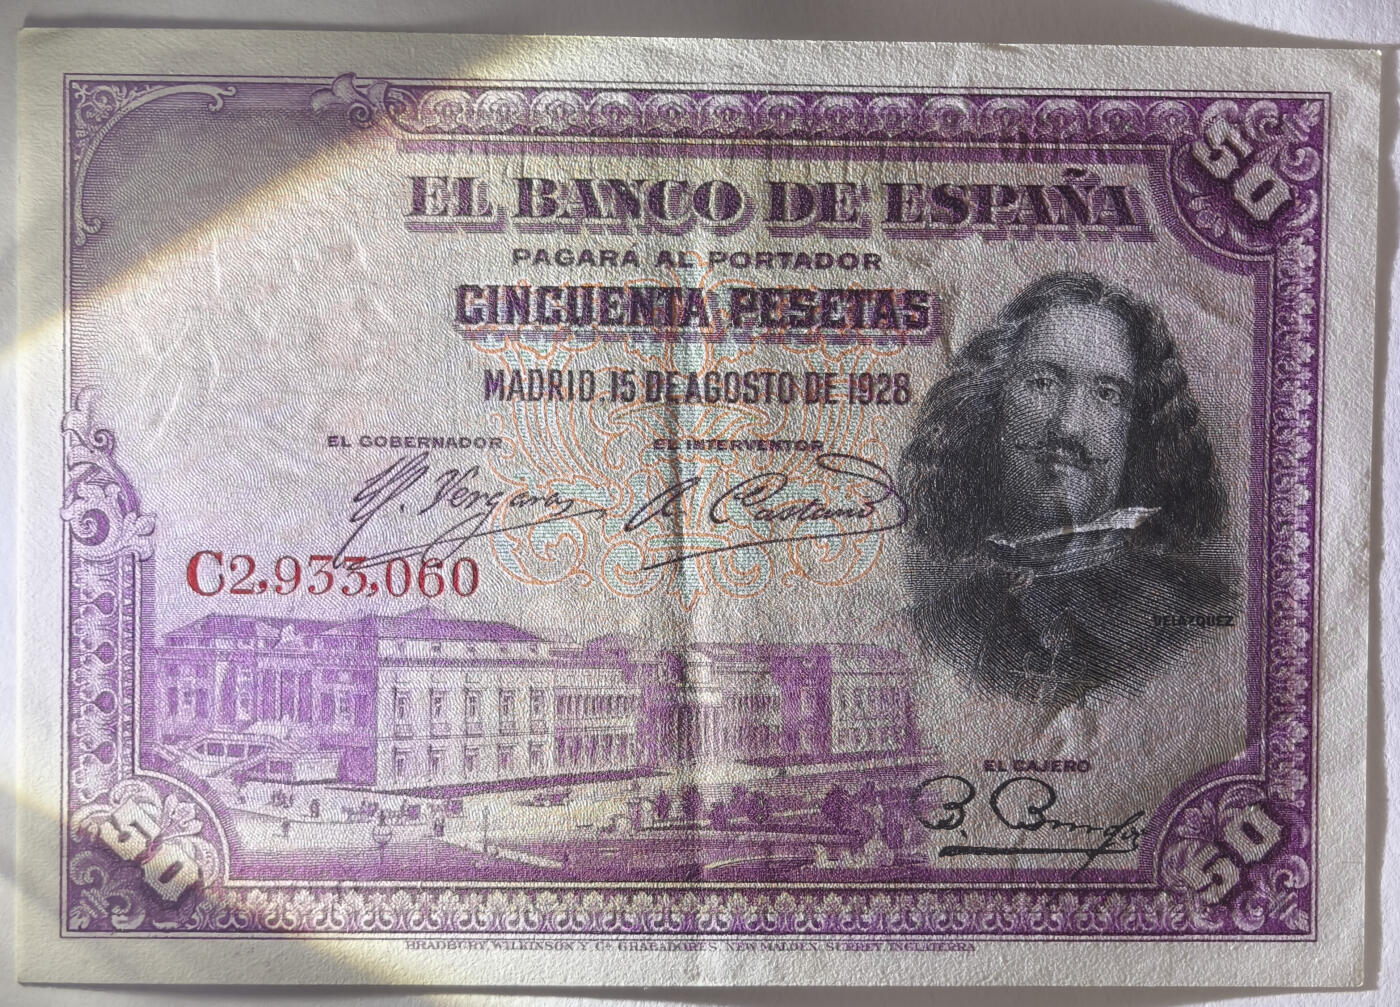 50
EL BANCO DE ESPAÑA
PAGARÁ AL PORTADOR
CINCUENTA PESETAS
MADRID.15 DE AGOSTO DE 1928
EL GOBERNADOR EL INTERVENTOR
Vergara
C2,933,060
VELAZQUEZ
EL CAJERO
50 50
BRADBURY, WILKINSON Y Cª GRABADORES, NEW MALDEN, SURREY, INGLATERRA